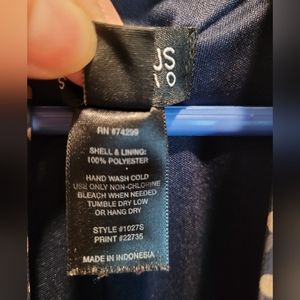 JS
S
RN #74299
SHELL & LINING:
100% POLYESTER
HAND WASH COLD
USE ONLY NON-CHLORINE
BLEACH WHEN NEEDED
TUMBLE DRY LOW
OR HANG DRY
STYLE #1027S
PRINT #22735
MADE IN INDONESIA